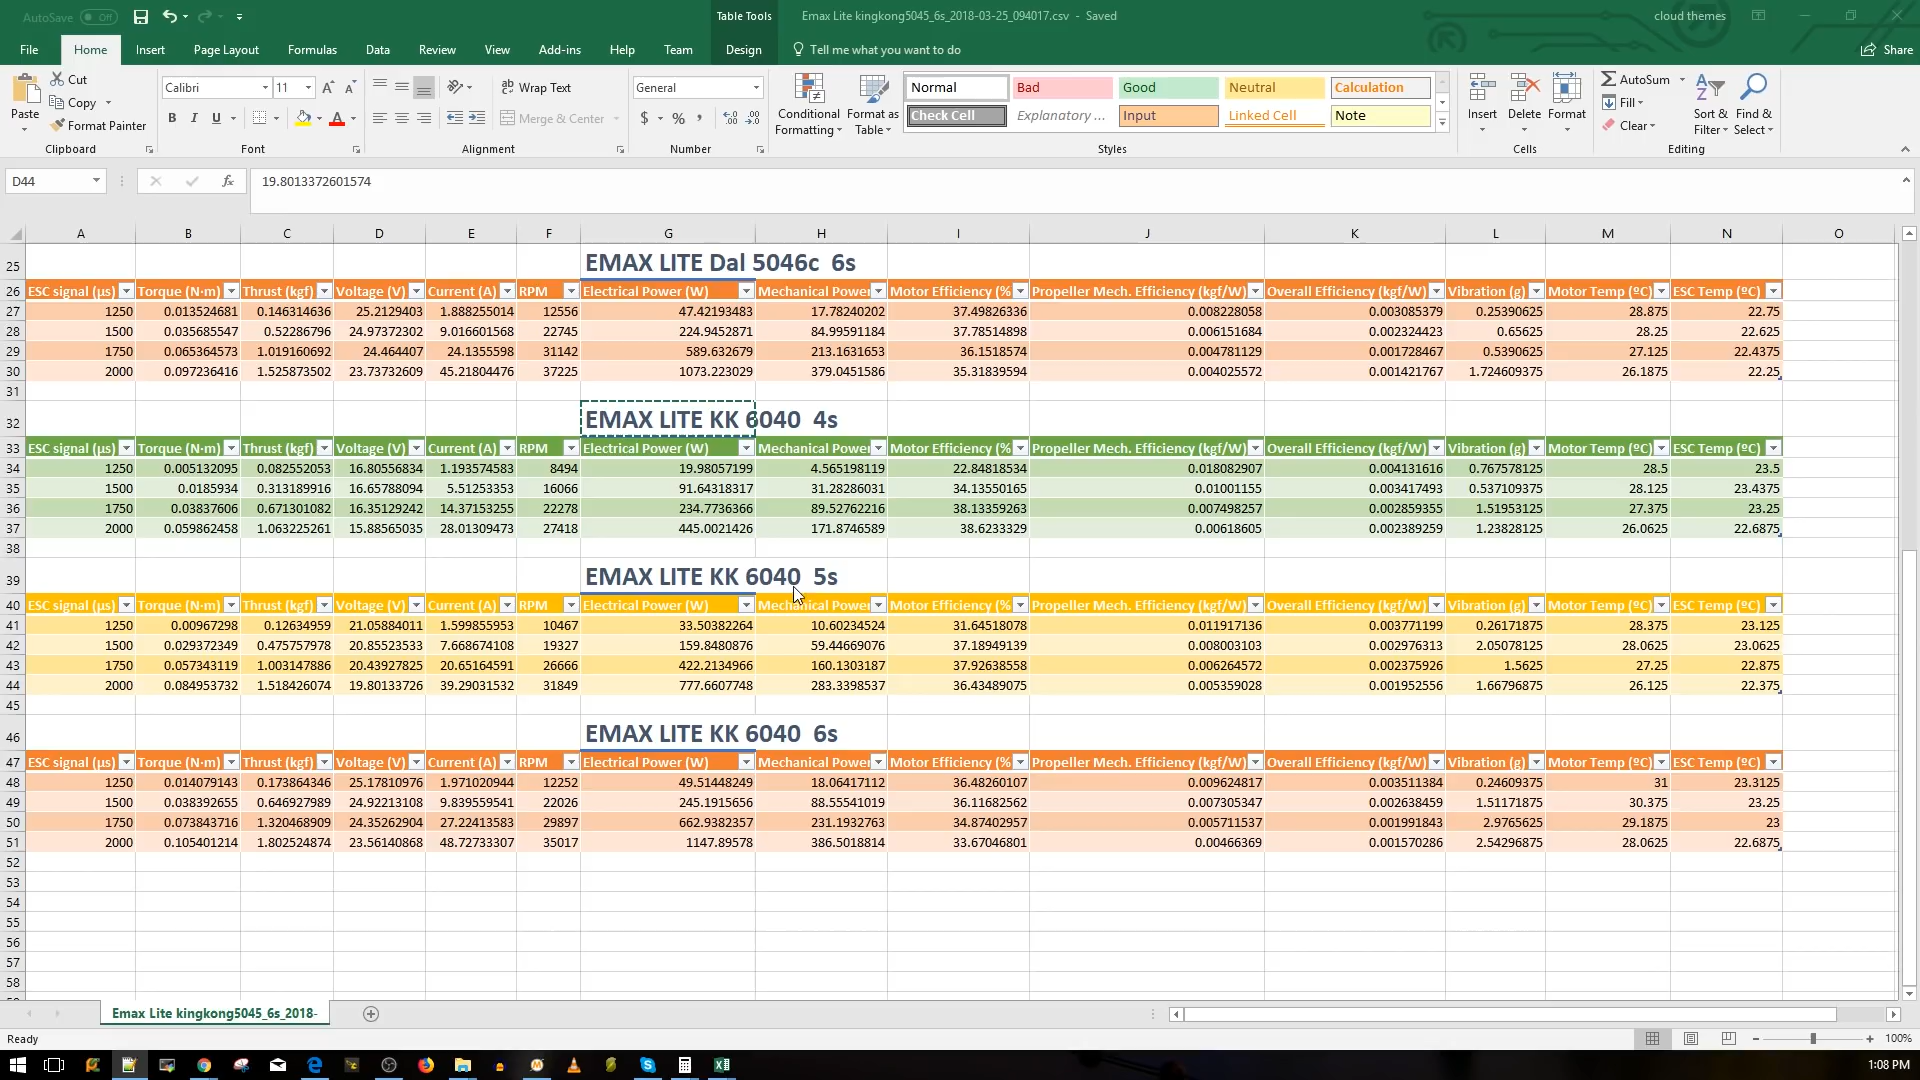 AutoSave Off Table Tools Emax Lite kingkong5045_6s_2018-03-25_094017.csv - Saved cloud themes
File Home Insert Page Layout Formulas Data Review View Add-ins Help Team Design Tell me what you want to do Share
Cut
Copy
Format Painter
Paste
Clipboard
Calibri 11
B I U
Font
Wrap Text
Merge & Center
Alignment
General
$ % ,
Number
Conditional Formatting
Format as Table
Normal Bad Good Neutral Calculation
Check Cell Explanatory ... Input Linked Cell Note
Styles
Insert Delete Format
Cells
AutoSum
Fill
Clear
Sort & Filter
Find & Select
Editing
D44 fx 19.8013372601574
A B C D E F G H I J K L M N O
25 EMAX LITE Dal 5046c 6s
26 ESC signal (µs) Torque (N·m) Thrust (kgf) Voltage (V) Current (A) RPM Electrical Power (W) Mechanical Power Motor Efficiency (% Propeller Mech. Efficiency (kgf/W) Overall Efficiency (kgf/W) Vibration (g) Motor Temp (ºC) ESC Temp (ºC)
27 1250 0.013524681 0.146314636 25.2129403 1.888255014 12556 47.42193483 17.78240202 37.49826336 0.008228058 0.003085379 0.25390625 28.875 22.75
28 1500 0.035685547 0.52286796 24.97372302 9.016601568 22745 224.9452871 84.99591184 37.78514898 0.006151684 0.002324423 0.65625 28.25 22.625
29 1750 0.065364573 1.019160692 24.464407 24.1355598 31142 589.632679 213.1631653 36.1518574 0.004781129 0.001728467 0.5390625 27.125 22.4375
30 2000 0.097236416 1.525873502 23.73732609 45.21804476 37225 1073.223029 379.0451586 35.31839594 0.004025572 0.001421767 1.724609375 26.1875 22.25
31
32 EMAX LITE KK 6040 4s
33 ESC signal (µs) Torque (N·m) Thrust (kgf) Voltage (V) Current (A) RPM Electrical Power (W) Mechanical Power Motor Efficiency (% Propeller Mech. Efficiency (kgf/W) Overall Efficiency (kgf/W) Vibration (g) Motor Temp (ºC) ESC Temp (ºC)
34 1250 0.005132095 0.082552053 16.80556834 1.193574583 8494 19.98057199 4.565198119 22.84818534 0.018082907 0.004131616 0.767578125 28.5 23.5
35 1500 0.0185934 0.313189916 16.65788094 5.51253353 16066 91.64318317 31.28286031 34.13550165 0.01001155 0.003417493 0.537109375 28.125 23.4375
36 1750 0.03837606 0.671301082 16.35129242 14.37153255 22278 234.7736366 89.52762216 38.13359263 0.007498257 0.002859355 1.51953125 27.375 23.25
37 2000 0.059862458 1.063225261 15.88565035 28.01309473 27418 445.0021426 171.8746589 38.6233329 0.00618605 0.002389259 1.23828125 26.0625 22.6875
38
39 EMAX LITE KK 6040 5s
40 ESC signal (µs) Torque (N·m) Thrust (kgf) Voltage (V) Current (A) RPM Electrical Power (W) Mechanical Power Motor Efficiency (% Propeller Mech. Efficiency (kgf/W) Overall Efficiency (kgf/W) Vibration (g) Motor Temp (ºC) ESC Temp (ºC)
41 1250 0.00967298 0.12634959 21.05884011 1.599855953 10467 33.50382264 10.60234524 31.64518078 0.011917136 0.003771199 0.26171875 28.375 23.125
42 1500 0.029372349 0.475757978 20.85523533 7.668674108 19327 159.8480876 59.44669076 37.18949139 0.008003103 0.002976313 2.05078125 28.0625 23.0625
43 1750 0.057343119 1.003147886 20.43927825 20.65164591 26666 422.2134966 160.1303187 37.92638558 0.006264572 0.002375926 1.5625 27.25 22.875
44 2000 0.084953732 1.518426074 19.80133726 39.29031532 31849 777.6607748 283.3398537 36.43489075 0.005359028 0.001952556 1.66796875 26.125 22.375
45
46 EMAX LITE KK 6040 6s
47 ESC signal (µs) Torque (N·m) Thrust (kgf) Voltage (V) Current (A) RPM Electrical Power (W) Mechanical Power Motor Efficiency (% Propeller Mech. Efficiency (kgf/W) Overall Efficiency (kgf/W) Vibration (g) Motor Temp (ºC) ESC Temp (ºC)
48 1250 0.014079143 0.173864346 25.17810976 1.971020944 12252 49.51448249 18.06417112 36.48260107 0.009624817 0.003511384 0.24609375 31 23.3125
49 1500 0.038392655 0.646927989 24.92213108 9.839559541 22026 245.1915656 88.55541019 36.11682562 0.007305347 0.002638459 1.51171875 30.375 23.25
50 1750 0.073843716 1.320468909 24.35262904 27.22413583 29897 662.9382357 231.1932763 34.87402957 0.005711537 0.001991843 2.9765625 29.1875 23
51 2000 0.105401214 1.802524874 23.56140868 48.72733307 35017 1147.89578 386.5018814 33.67046801 0.00466369 0.001570286 2.54296875 28.0625 22.6875
52
53
54
55
56
57
58
Emax Lite kingkong5045_6s_2018-
Ready 100%
1:08 PM